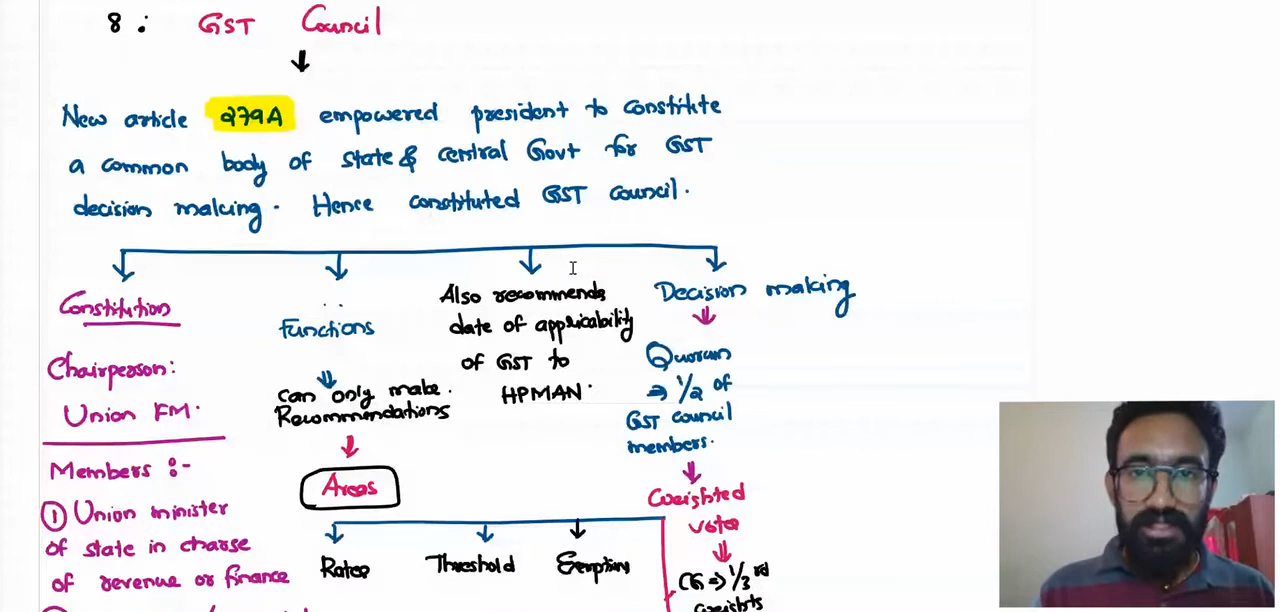 8 : GST Council
New article 279A empowered president to constitute
a common body of state & central Govt for GST
decision making. Hence constituted GST council.
Constitution
Chairperson:
Union FM.
Members :-
① Union minister
of state in charge
of revenue or finance
Functions
can only make.
Recommendations
Areas
Rates
Threshold
Exemption
Also recommends
date of applicability
of GST to
HPMAN.
Decision making
Quorum
⇒ 1/2 of
GST council
members.
Weighted
vote
CG ⇒ 1/3rd
weights